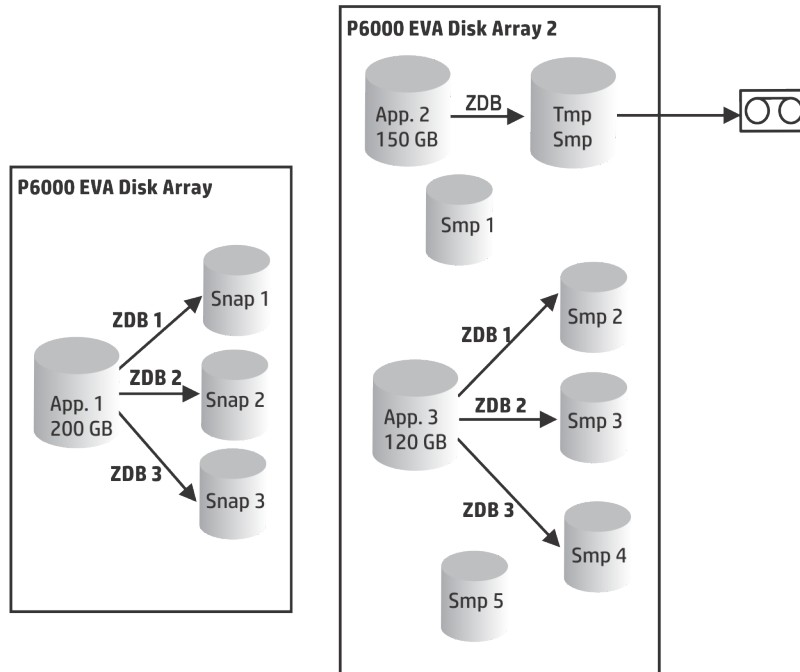 P6000 EVA Disk Array 2
App. 2
150 GB
ZDB
Tmp
Smp
Smp 1
P6000 EVA Disk Array
Snap 1
ZDB 1
App. 1
200 GB
ZDB 2
Snap 2
ZDB 3
Snap 3
Smp 2
ZDB 1
App. 3
120 GB
ZDB 2
Smp 3
ZDB 3
Smp 4
Smp 5